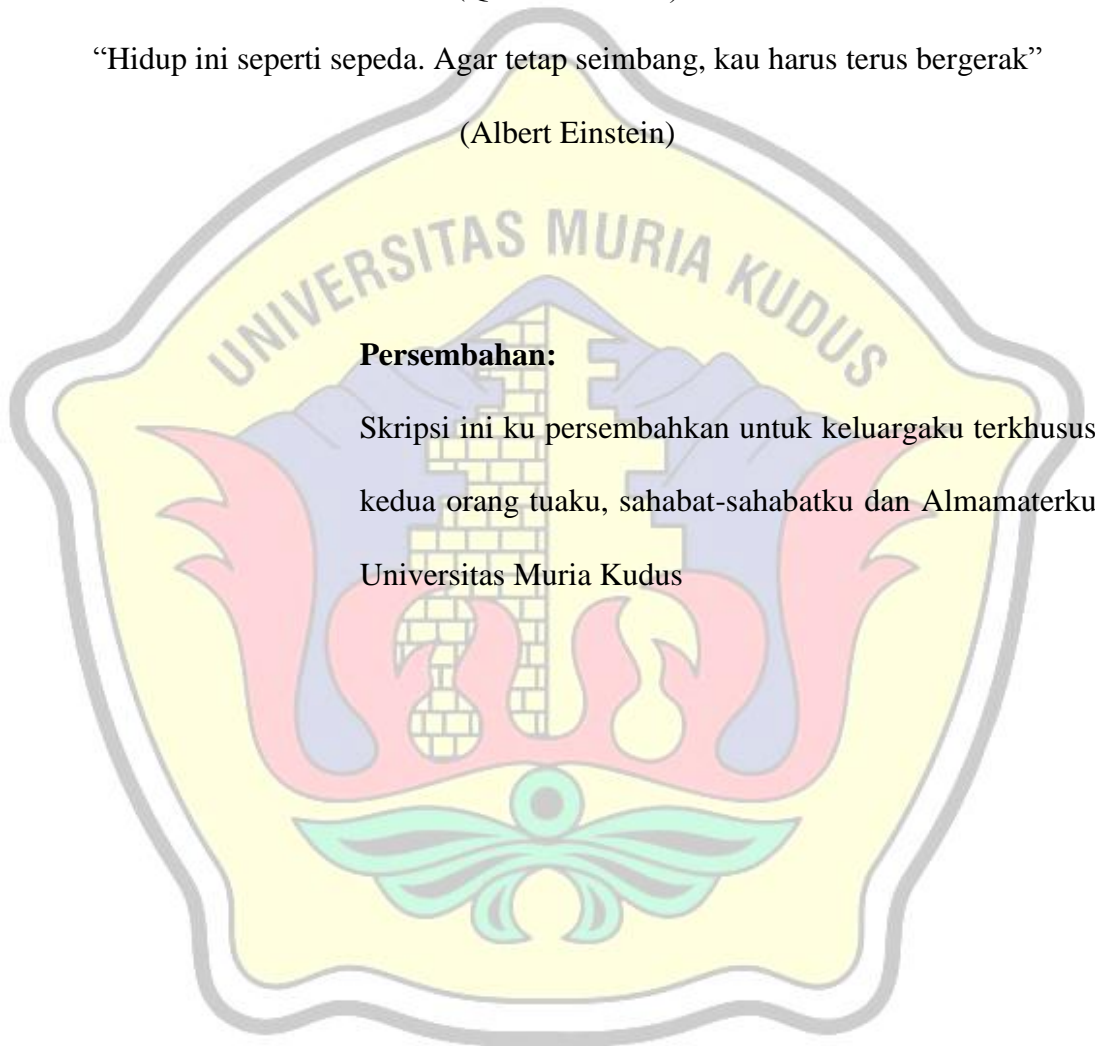 “Hidup ini seperti sepeda. Agar tetap seimbang, kau harus terus bergerak”
(Albert Einstein)
UNIVERSITAS MURIA KUDUS
Persembahan:
Skripsi ini ku persembahkan untuk keluargaku terkhusus
kedua orang tuaku, sahabat-sahabatku dan Almamaterku
Universitas Muria Kudus